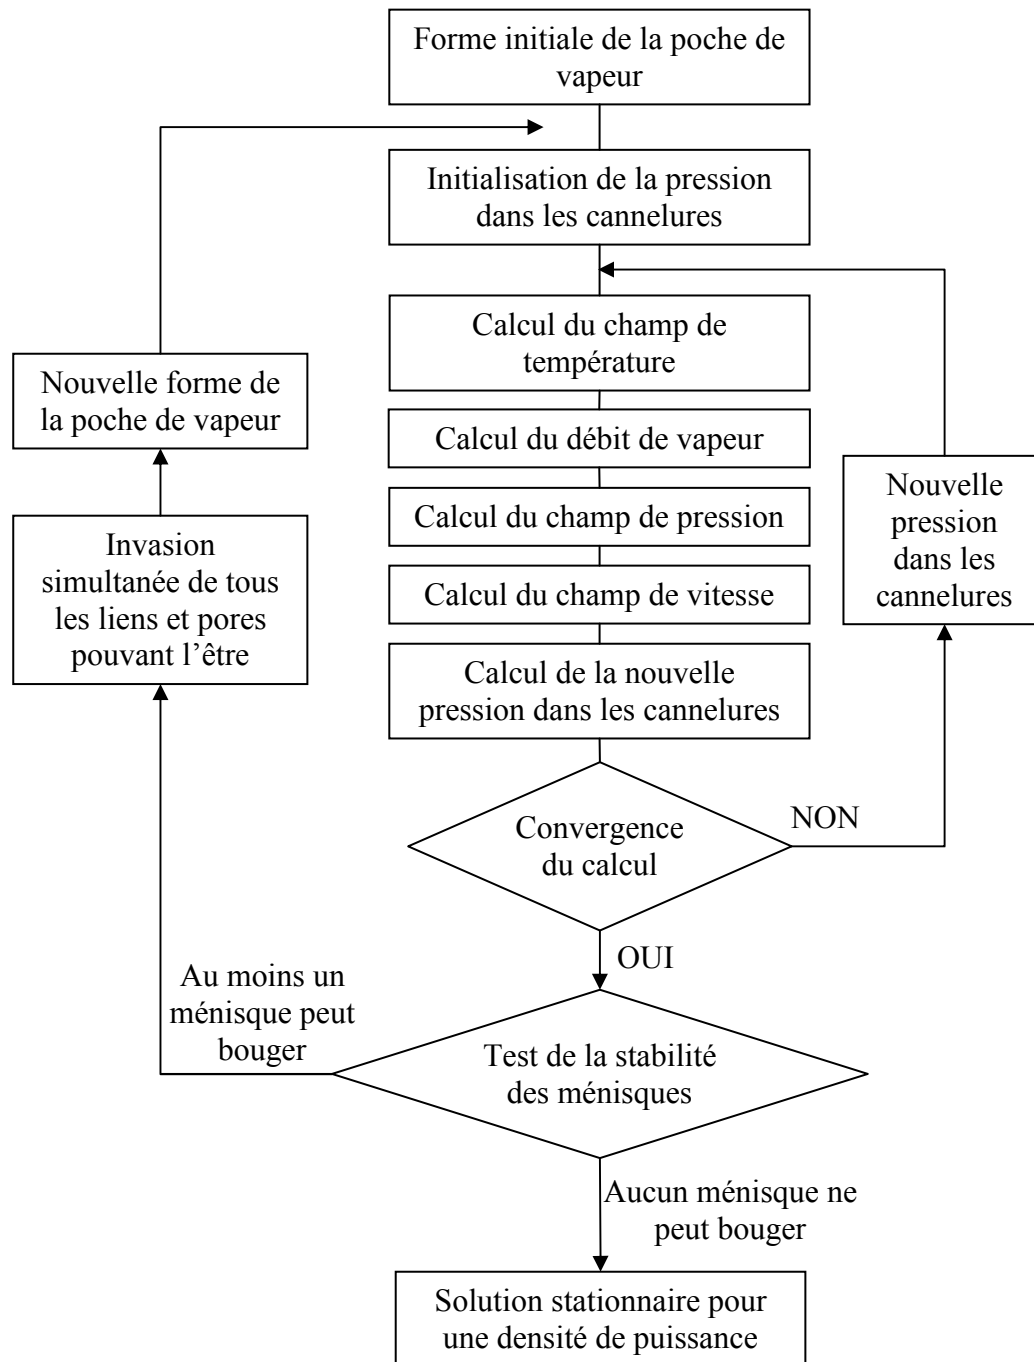 Forme initiale de la poche de
vapeur
Initialisation de la pression
dans les cannelures
Calcul du champ de
température
Nouvelle forme de
la poche de vapeur
Calcul du débit de vapeur
Calcul du champ de pression
Nouvelle
pression
dans les
cannelures
Invasion
simultanée de tous
les liens et pores
pouvant l’être
Calcul du champ de vitesse
Calcul de la nouvelle
pression dans les cannelures
Convergence
du calcul
NON
OUI
Au moins un
ménisque peut
bouger
Test de la stabilité
des ménisques
Aucun ménisque ne
peut bouger
Solution stationnaire pour
une densité de puissance